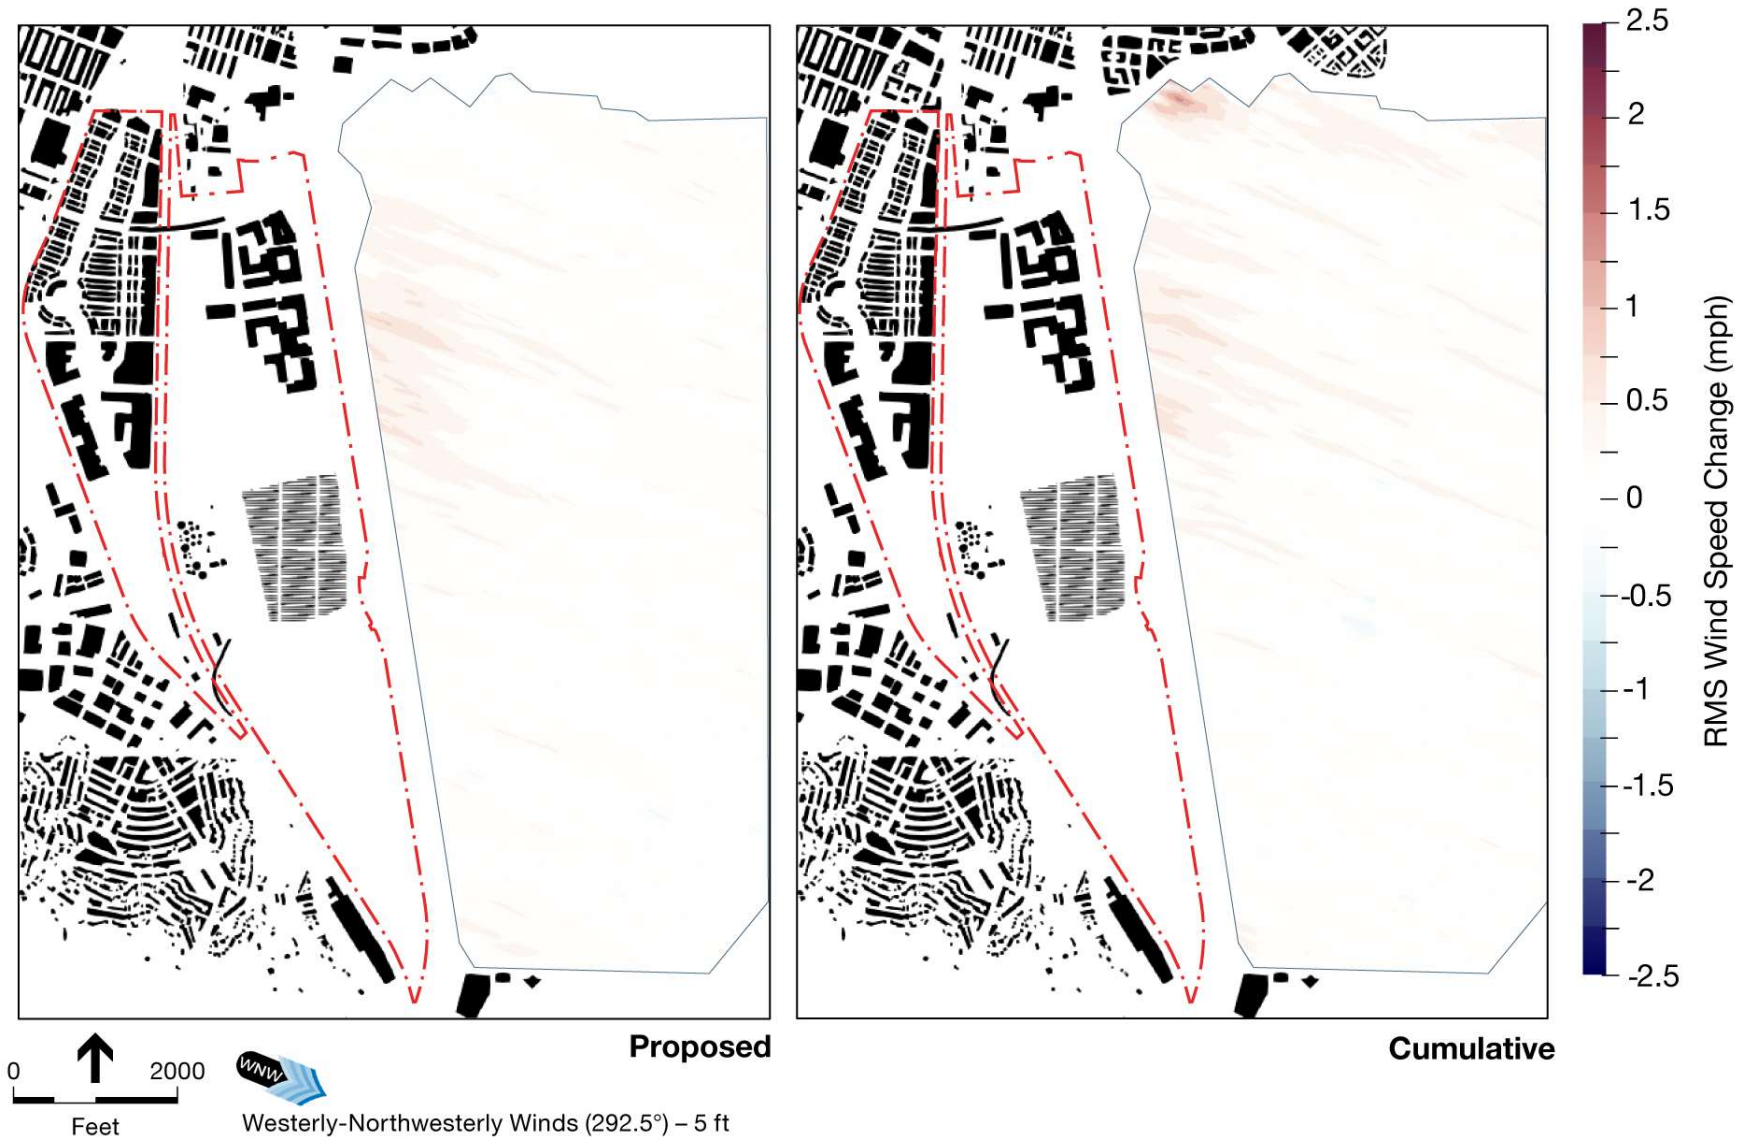 2.5
2
1.5
1
0.5
0
-0.5
-1
-1.5
-2
-2.5
RMS Wind Speed Change (mph)
Proposed
Cumulative
0 2000
Feet
WNW
Westerly-Northwesterly Winds (292.5°) – 5 ft